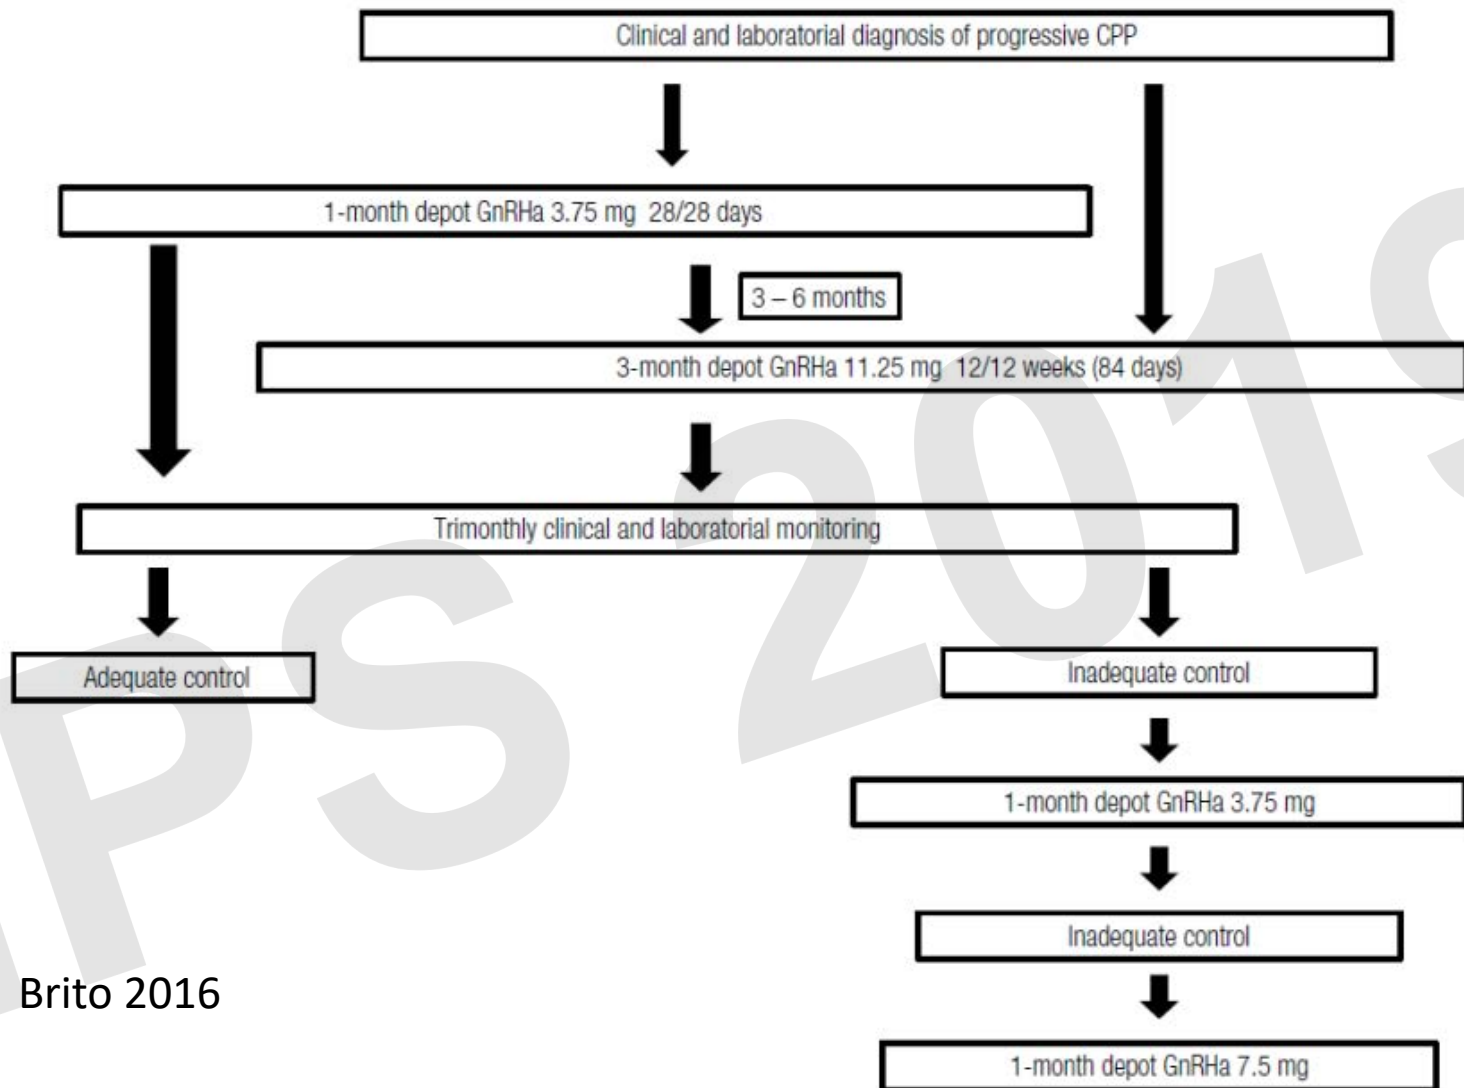 Clinical and laboratorial diagnosis of progressive CPP
1-month depot GnRHa 3.75 mg 28/28 days
3 – 6 months
3-month depot GnRHa 11.25 mg 12/12 weeks (84 days)
Trimonthly clinical and laboratorial monitoring
Adequate control
Inadequate control
1-month depot GnRHa 3.75 mg
Inadequate control
1-month depot GnRHa 7.5 mg
Brito 2016
PS 2019